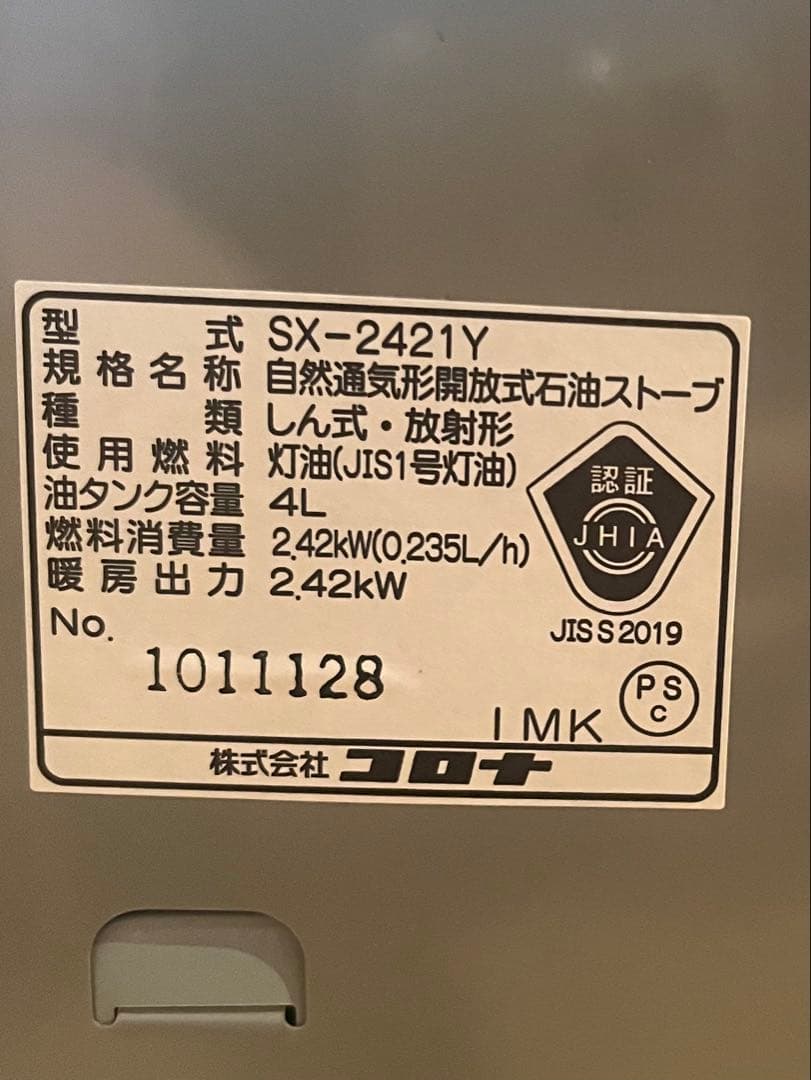 型式 SX-2421Y
規格名称 自然通気形開放式石油ストーブ
種類 しん式・放射形
使用燃料 灯油(JIS1号灯油)
油タンク容量 4L
燃料消費量 2.42kW(0.235L/h)
暖房出力 2.42kW
認証
JHIA
JIS S 2019
No.
1011128
IMK
PS
C
株式会社 コロナ